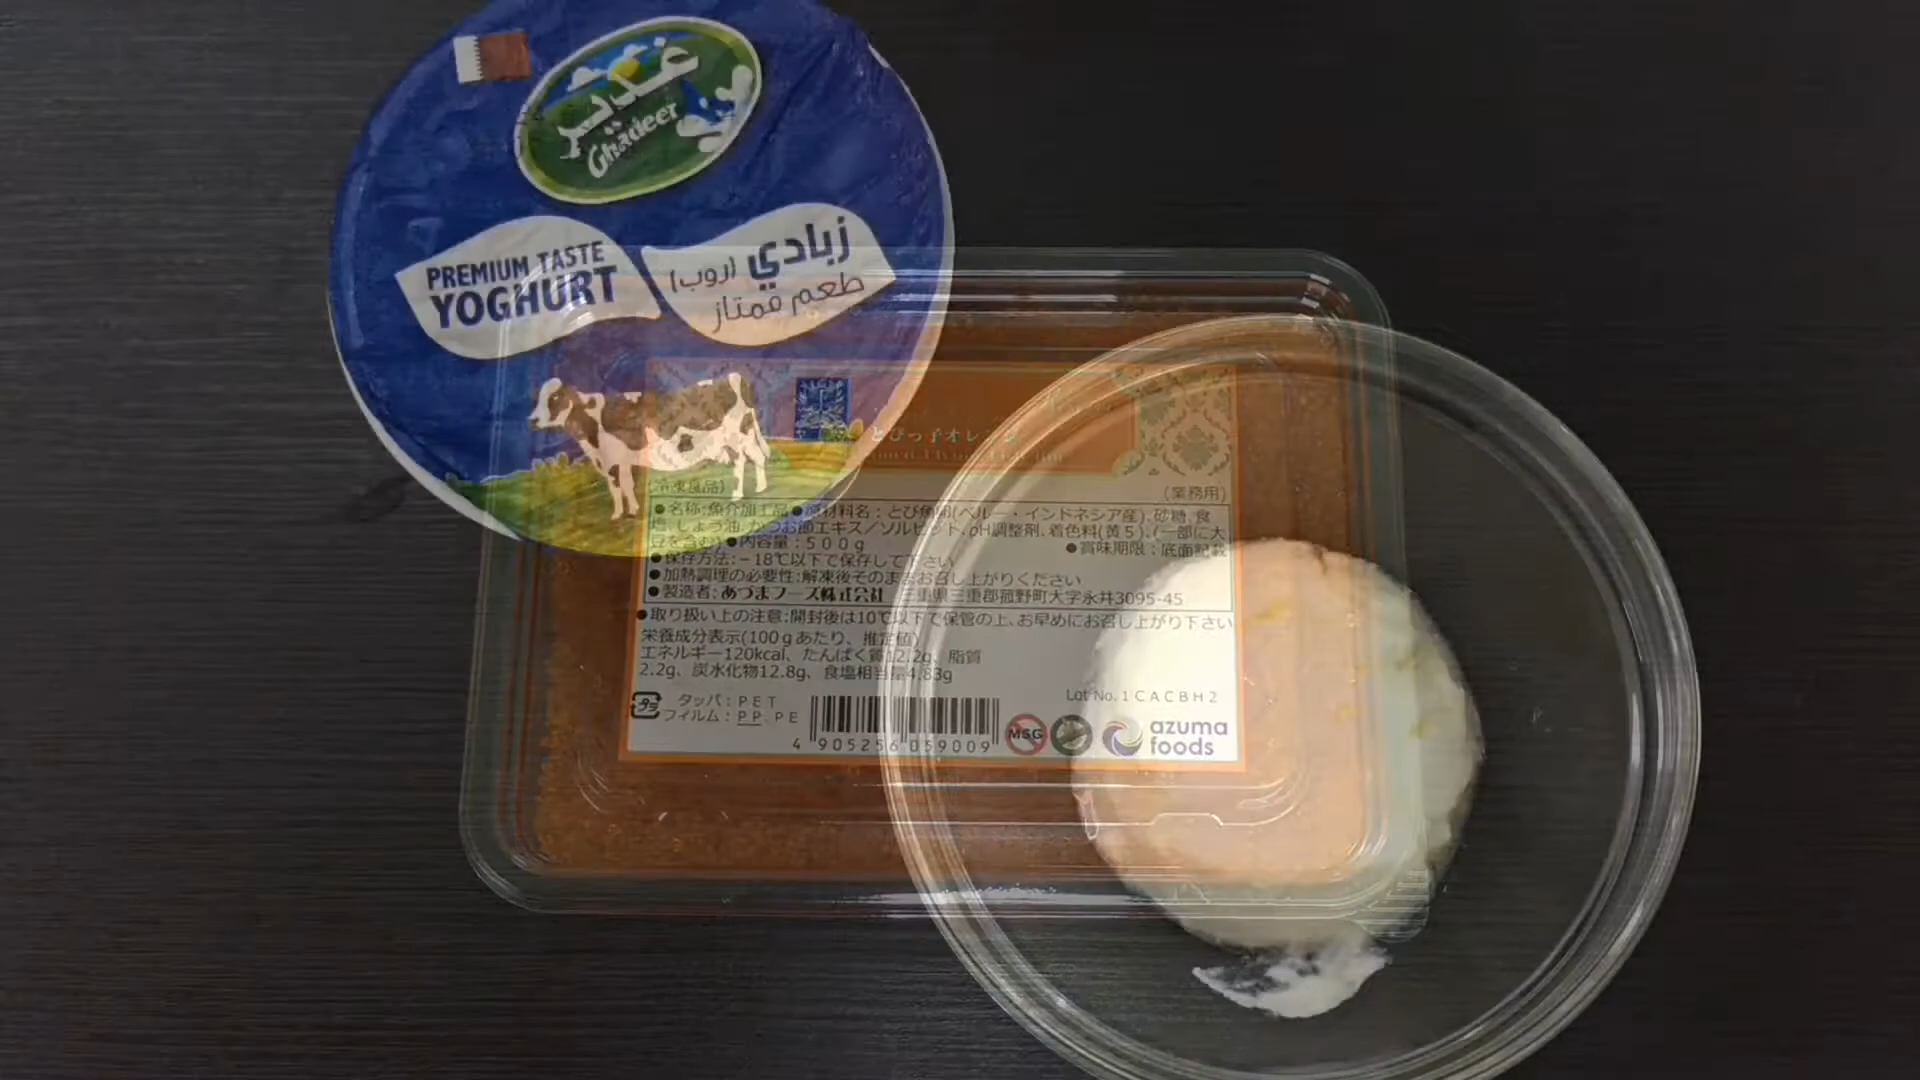 غدير
Ghadeer
PREMIUM TASTE
YOGHURT
زبادي (روب)
طعم ممتاز
とびっ子オレンジ
(冷凍食品)
(業務用)
●名称:魚介加工品●原材料名:とび魚卵(ペルー・インドネシア産)、砂糖、食
塩、しょう油、かつお節エキス/ソルビット、pH調整剤、着色料(黄5)、(一部に大
豆を含む)●内容量:500g
●賞味期限:底面記載
●保存方法:-18℃以下で保存して下さい
●加熱調理の必要性:解凍後そのままお召し上がりください
●製造者:あづまフーズ株式会社 三重県三重郡菰野町大字永井3095-45
●取り扱い上の注意:開封後は10℃以下で保管の上、お早めにお召し上がり下さい
栄養成分表示(100gあたり、推定値)
エネルギー120kcal、たんぱく質12.2g、脂質
2.2g、炭水化物12.8g、食塩相当量4.83g
プラ
タッパ:PET
フィルム:PP,PE
Lot No.1CACBH2
4 905256 059009
MSG
azuma
foods